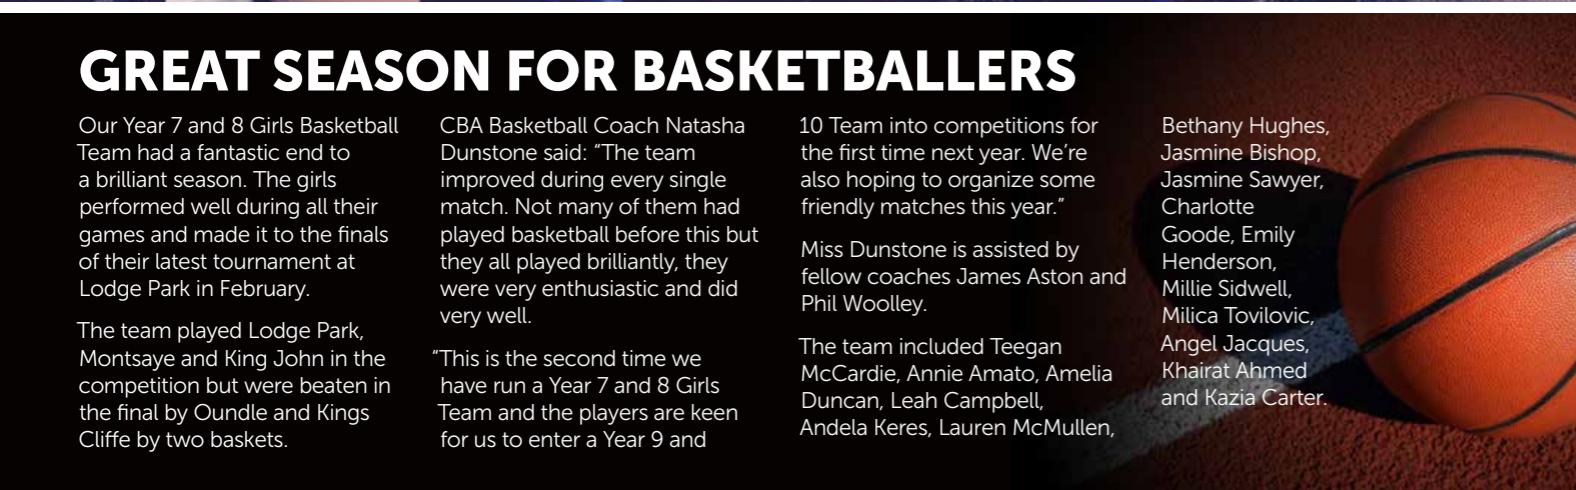 GREAT SEASON FOR BASKETBALLERS
Our Year 7 and 8 Girls Basketball
Team had a fantastic end to
a brilliant season. The girls
performed well during all their
games and made it to the finals
of their latest tournament at
Lodge Park in February.
The team played Lodge Park,
Montsaye and King John in the
competition but were beaten in
the final by Oundle and Kings
Cliffe by two baskets.
CBA Basketball Coach Natasha
Dunstone said: “The team
improved during every single
match. Not many of them had
played basketball before this but
they all played brilliantly, they
were very enthusiastic and did
very well.
“This is the second time we
have run a Year 7 and 8 Girls
Team and the players are keen
for us to enter a Year 9 and
10 Team into competitions for
the first time next year. We’re
also hoping to organize some
friendly matches this year.”
Miss Dunstone is assisted by
fellow coaches James Aston and
Phil Woolley.
The team included Teegan
McCardie, Annie Amato, Amelia
Duncan, Leah Campbell,
Andela Keres, Lauren McMullen,
Bethany Hughes,
Jasmine Bishop,
Jasmine Sawyer,
Charlotte
Goode, Emily
Henderson,
Millie Sidwell,
Milica Tovilovic,
Angel Jacques,
Khairat Ahmed
and Kazia Carter.